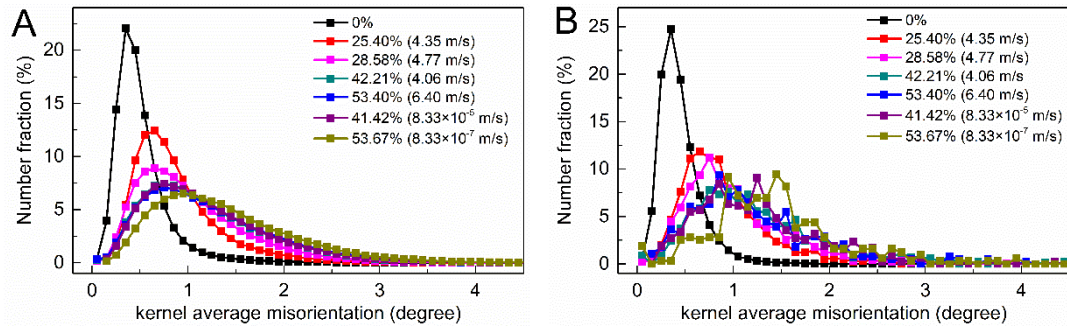 A
Number fraction (%)
20
15
10
5
0
0%
25.40% (4.35 m/s)
28.58% (4.77 m/s)
42.21% (4.06 m/s
53.40% (6.40 m/s)
41.42% (8.33×10⁻⁵ m/s)
53.67% (8.33×10⁻⁷ m/s)
0 1 2 3 4
kernel average misorientation (degree)
B
Number fraction (%)
25
20
15
10
5
0
0%
25.40% (4.35 m/s)
28.58% (4.77 m/s)
42.21% (4.06 m/s
53.40% (6.40 m/s)
41.42% (8.33×10⁻⁵ m/s)
53.67% (8.33×10⁻⁷ m/s)
0 1 2 3 4
kernel average misorientation (degree)